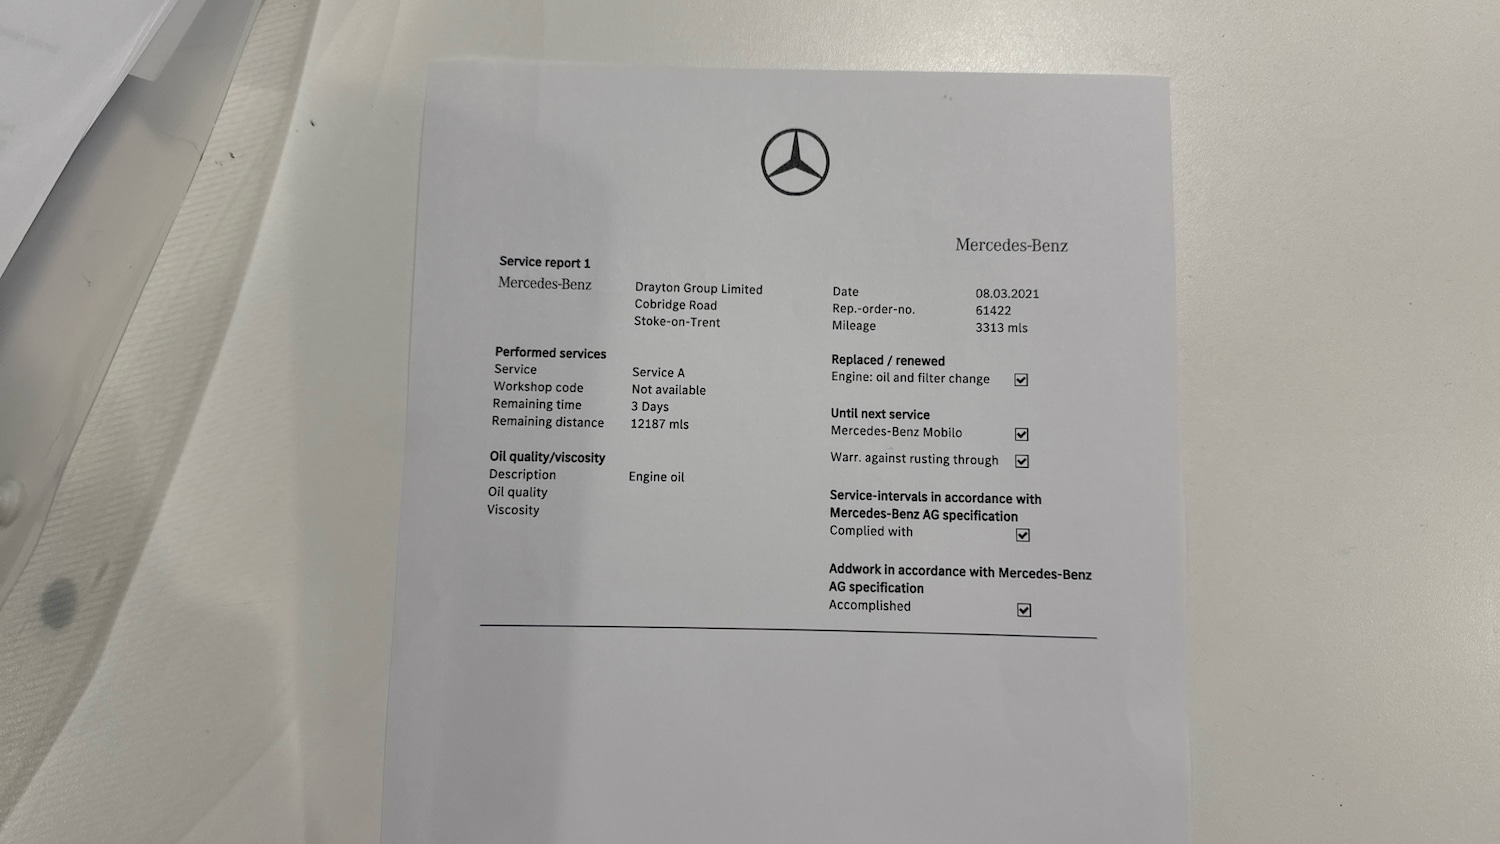 Mercedes-Benz
Service report 1
Mercedes-Benz
Drayton Group Limited
Cobridge Road
Stoke-on-Trent
Date 08.03.2021
Rep.-order-no. 61422
Mileage 3313 mls
Performed services
Service Service A
Workshop code Not available
Remaining time 3 Days
Remaining distance 12187 mls
Oil quality/viscosity
Description Engine oil
Oil quality
Viscosity
Replaced / renewed
Engine: oil and filter change
Until next service
Mercedes-Benz Mobilo
Warr. against rusting through
Service-intervals in accordance with
Mercedes-Benz AG specification
Complied with
Addwork in accordance with Mercedes-Benz
AG specification
Accomplished